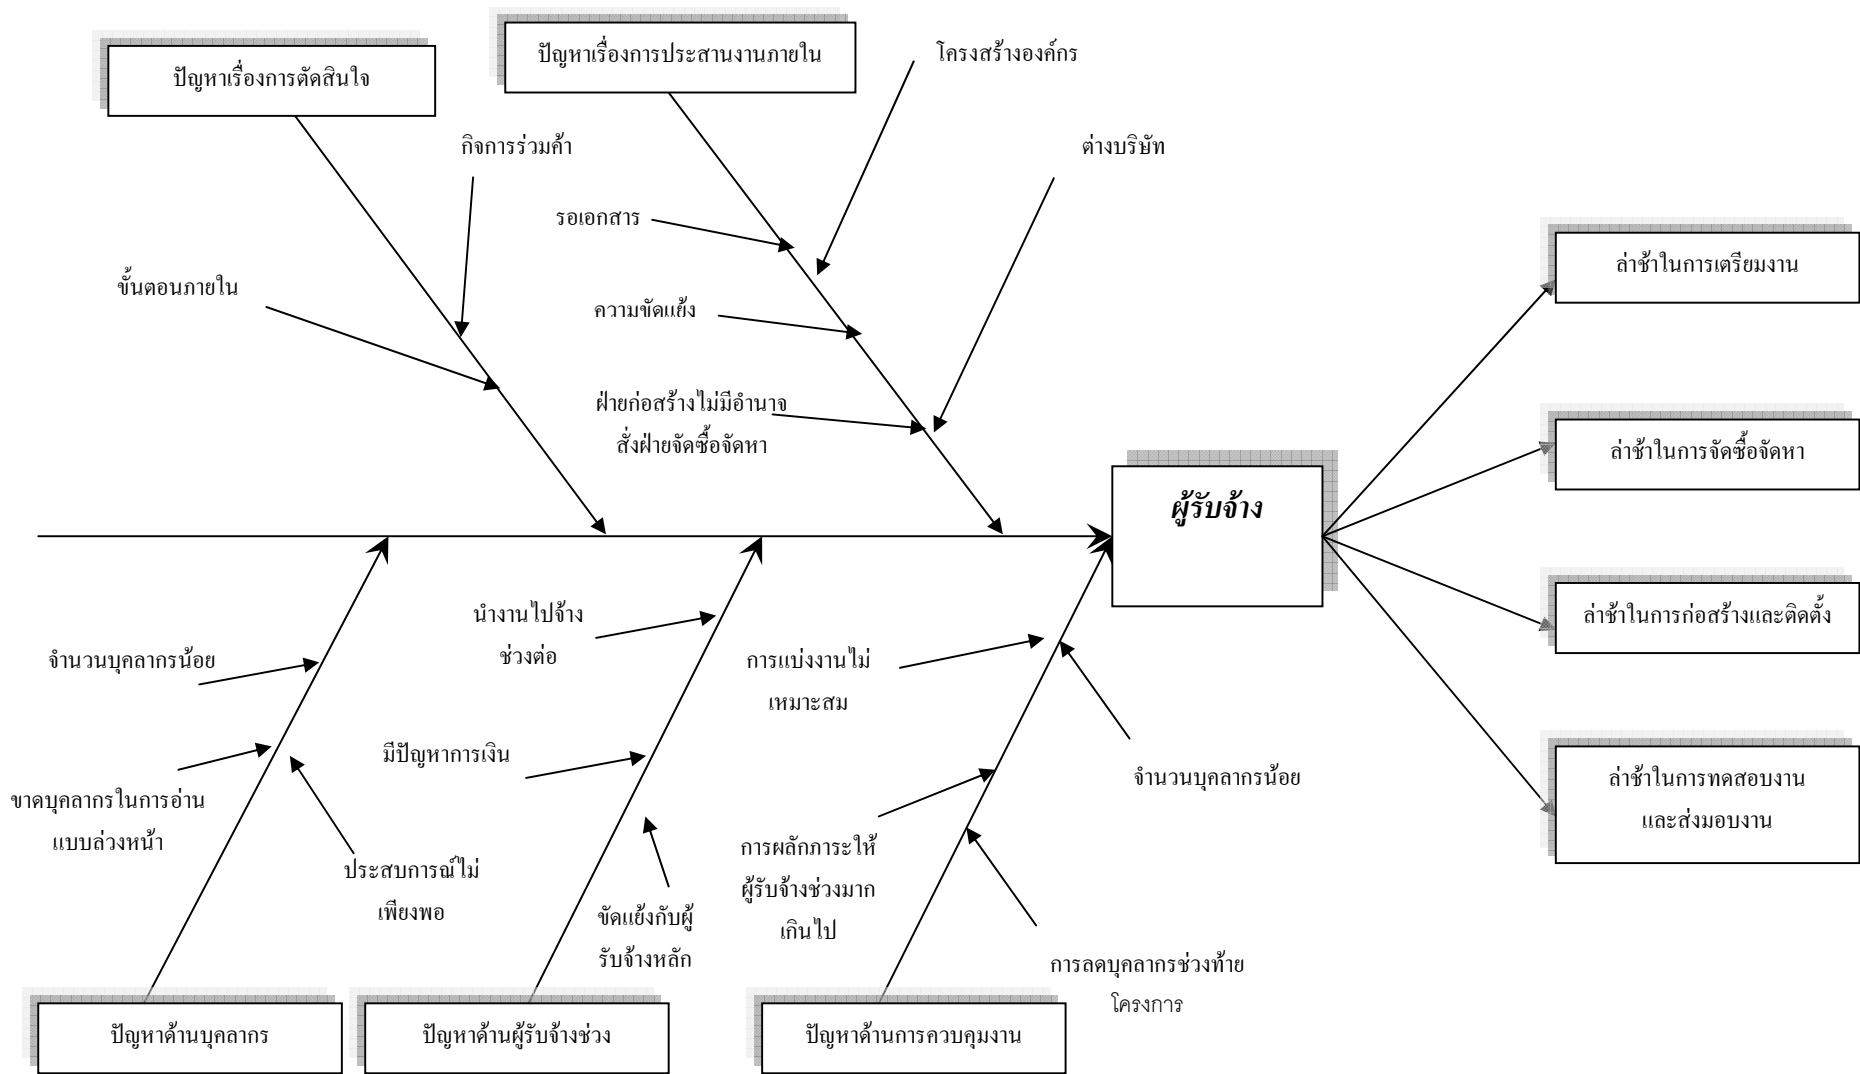 ปัญหาเรื่องการตัดสินใจ
ปัญหาเรื่องการประสานงานภายใน
โครงสร้างองค์กร
กิจการร่วมค้า
ต่างบริษัท
รอเอกสาร
ขั้นตอนภายใน
ความขัดแย้ง
ฝ่ายก่อสร้างไม่มีอำนาจ
สั่งฝ่ายจัดซื้อจัดหา
ผู้รับจ้าง
ล่าช้าในการเตรียมงาน
ล่าช้าในการจัดซื้อจัดหา
ล่าช้าในการก่อสร้างและติดตั้ง
ล่าช้าในการทดสอบงาน
และส่งมอบงาน
จำนวนบุคลากรน้อย
ขาดบุคลากรในการอ่าน
แบบล่วงหน้า
ประสบการณ์ไม่
เพียงพอ
นำงานไปจ้าง
ช่วงต่อ
มีปัญหาการเงิน
ขัดแย้งกับผู้
รับจ้างหลัก
การแบ่งงานไม่
เหมาะสม
จำนวนบุคลากรน้อย
การผลักภาระให้
ผู้รับจ้างช่วงมาก
เกินไป
การลดบุคลากรช่วงท้าย
โครงการ
ปัญหาด้านบุคลากร
ปัญหาด้านผู้รับจ้างช่วง
ปัญหาด้านการควบคุมงาน